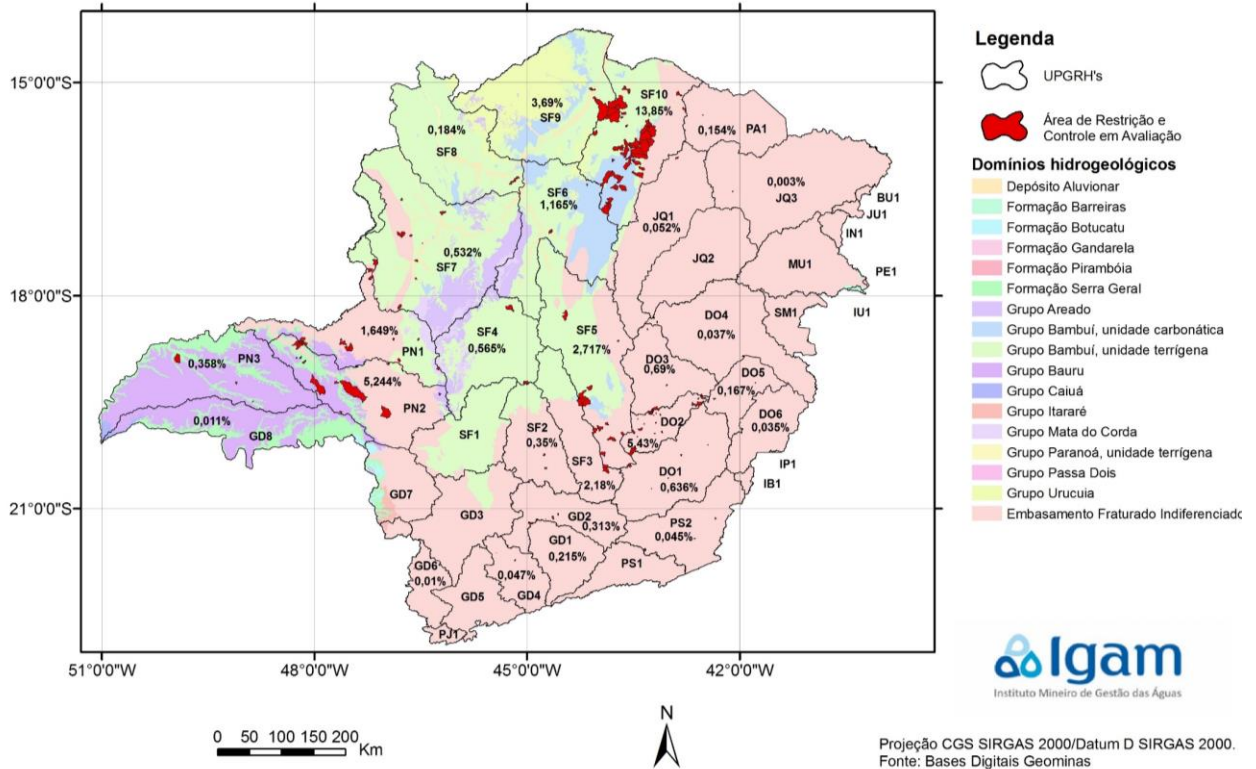 15°0'0"S
18°0'0"S
21°0'0"S
51°0'0"W
48°0'0"W
45°0'0"W
42°0'0"W
3,69%
SF9
SF10
13,85%
0,184%
SF8
0,154%
PA1
SF6
1,165%
0,003%
JQ3
BU1
JU1
IN1
JQ1
0,052%
0,532%
SF7
JQ2
MU1
PE1
IU1
1,649%
SF4
0,565%
SF5
2,717%
DO4
0,037%
SM1
PN1
0,358%
PN3
DO3
0,69%
DO5
0,167%
5,244%
PN2
0,011%
GD8
SF1
SF2
0,35%
DO2
5,43%
DO6
0,035%
SF3
2,18%
DO1
0,636%
IP1
IB1
GD7
GD3
GD2
0,313%
PS2
0,045%
GD1
0,215%
PS1
GD6
0,01%
0,047%
GD5
GD4
PJ1
Legenda
UPGRH's
Área de Restrição e
Controle em Avaliação
Domínios hidrogeológicos
Depósito Aluvionar
Formação Barreiras
Formação Botucatu
Formação Gandarela
Formação Pirambóia
Formação Serra Geral
Grupo Areado
Grupo Bambuí, unidade carbonática
Grupo Bambuí, unidade terrígena
Grupo Bauru
Grupo Caiuá
Grupo Itararé
Grupo Mata do Corda
Grupo Paranoá, unidade terrígena
Grupo Passa Dois
Grupo Urucuia
Embasamento Fraturado Indiferenciado
Igam
Instituto Mineiro de Gestão das Águas
0 50 100 150 200
Km
N
Projeção CGS SIRGAS 2000/Datum D SIRGAS 2000.
Fonte: Bases Digitais Geominas